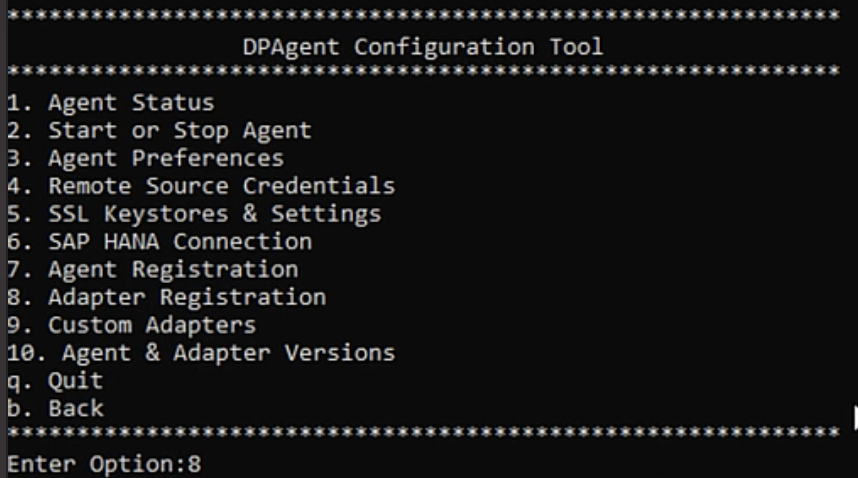 ************************************************************
DPAgent Configuration Tool
************************************************************
1. Agent Status
2. Start or Stop Agent
3. Agent Preferences
4. Remote Source Credentials
5. SSL Keystores & Settings
6. SAP HANA Connection
7. Agent Registration
8. Adapter Registration
9. Custom Adapters
10. Agent & Adapter Versions
q. Quit
b. Back
************************************************************
Enter Option:8